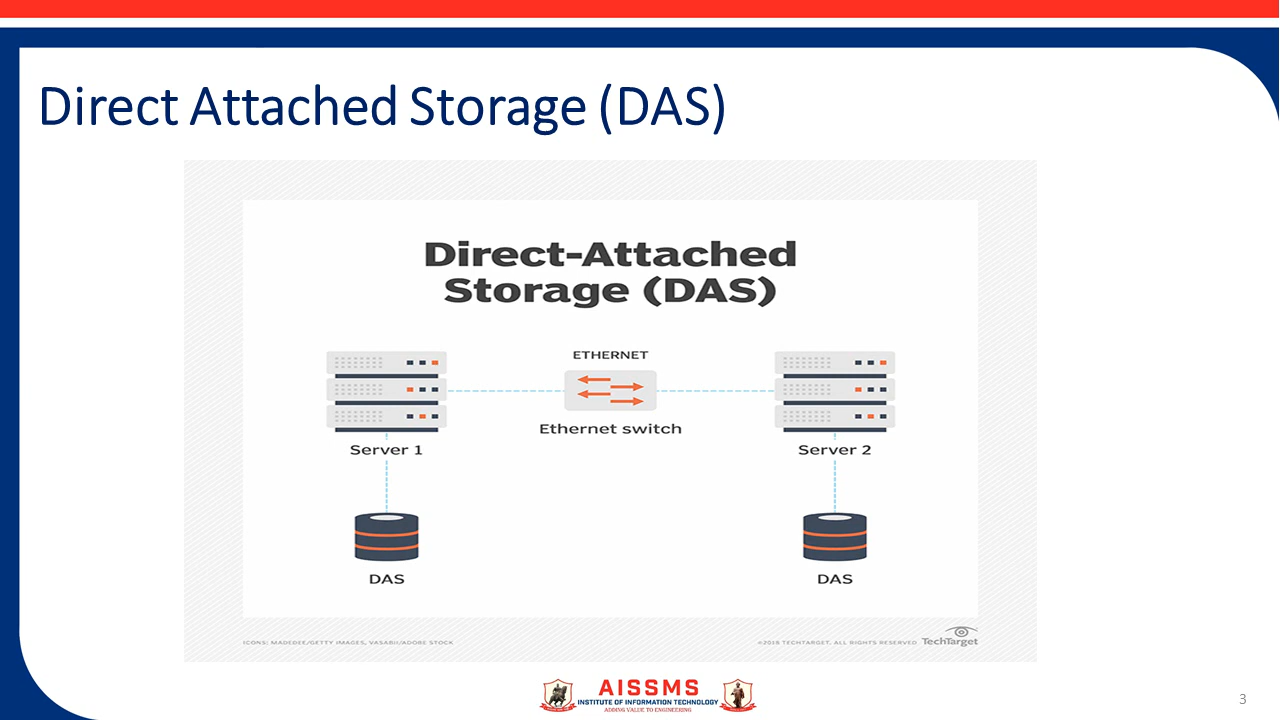 Direct Attached Storage (DAS)
Direct-Attached
Storage (DAS)
ETHERNET
Ethernet switch
Server 1
Server 2
DAS
DAS
ICONS: MADEDEE/GETTY IMAGES, VASABII/ADOBE STOCK
©2018 TECHTARGET. ALL RIGHTS RESERVED.
TechTarget
AISSMS
INSTITUTE OF INFORMATION TECHNOLOGY
ADDING VALUE TO ENGINEERING
3